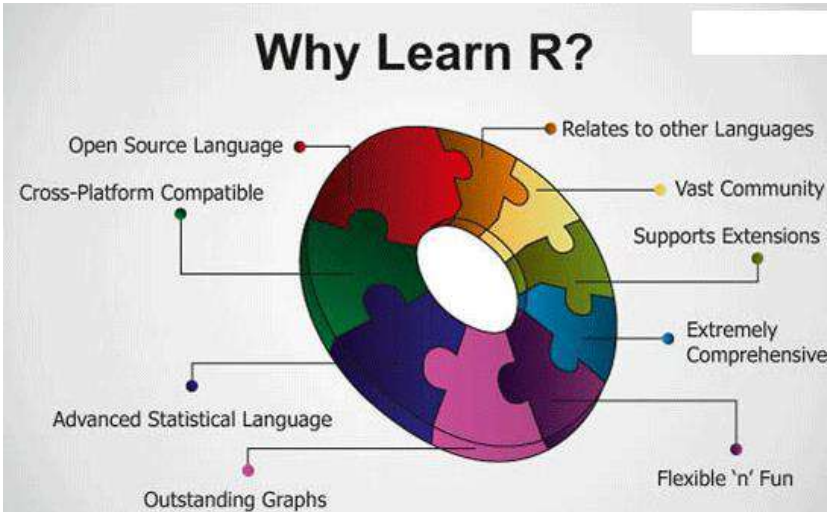 Why Learn R?
Open Source Language
Relates to other Languages
Cross-Platform Compatible
Vast Community
Supports Extensions
Extremely
Comprehensive
Advanced Statistical Language
Flexible ‘n’ Fun
Outstanding Graphs